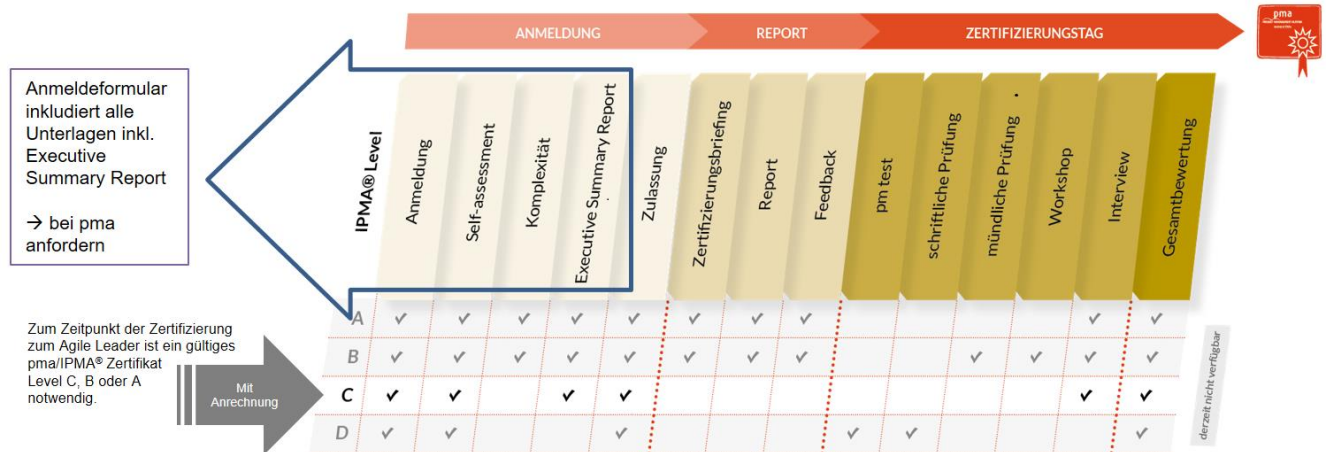 ANMELDUNG
REPORT
ZERTIFIZIERUNGSTAG
pma
Anmeldeformular
inkludiert alle
Unterlagen inkl.
Executive
Summary Report
→ bei pma
anfordern
IPMA® Level
Anmeldung
Self-assessment
Komplexität
Executive Summary Report
Zulassung
Zertifizierungsbriefing
Report
Feedback
pm test
schriftliche Prüfung
mündliche Prüfung
Workshop
Interview
Gesamtbewertung
Zum Zeitpunkt der Zertifizierung
zum Agile Leader ist ein gültiges
pma/IPMA® Zertifikat
Level C, B oder A
notwendig.
Mit
Anrechnung
A
B
C
D
derzeit nicht verfügbar